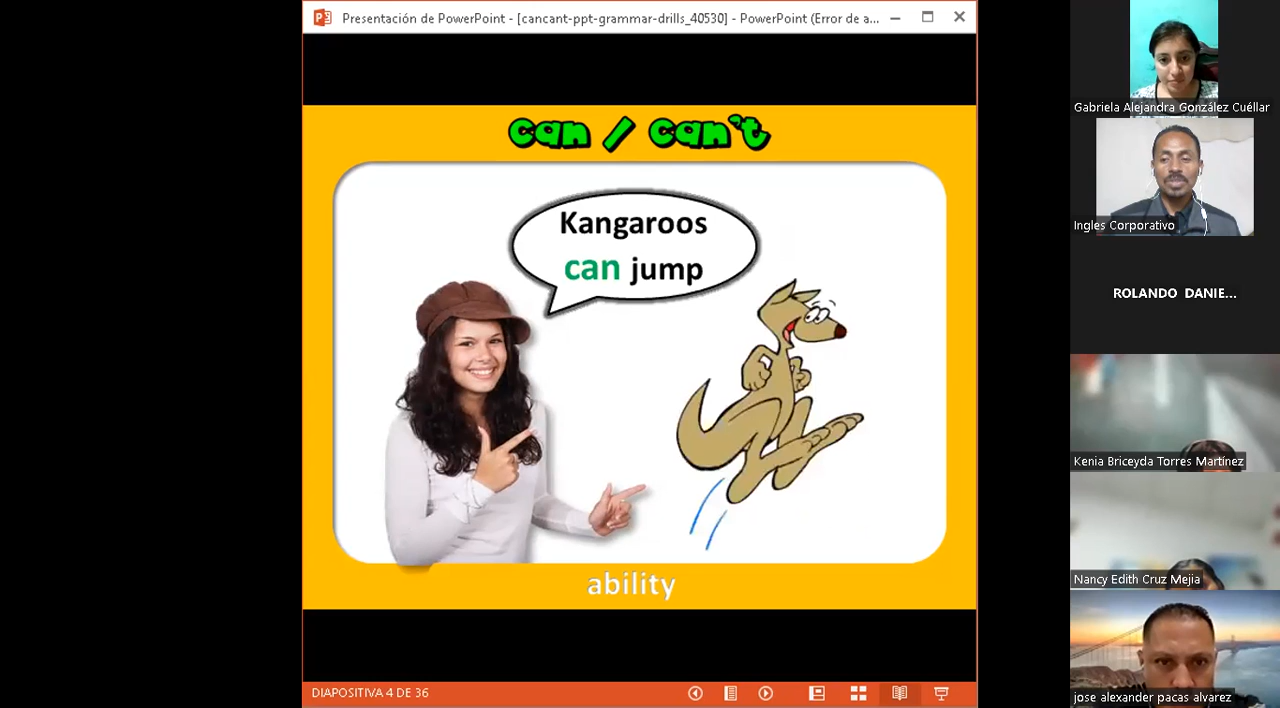 Presentación de PowerPoint - [cancant-ppt-grammar-drills_40530] - PowerPoint (Error de a...
can / can't
Kangaroos
can jump
ability
DIAPOSITIVA 4 DE 36
Gabriela Alejandra González Cuéllar
Ingles Corporativo
ROLANDO DANIE...
Kenia Briceyda Torres Martínez
Nancy Edith Cruz Mejia
jose alexander pacas alvarez